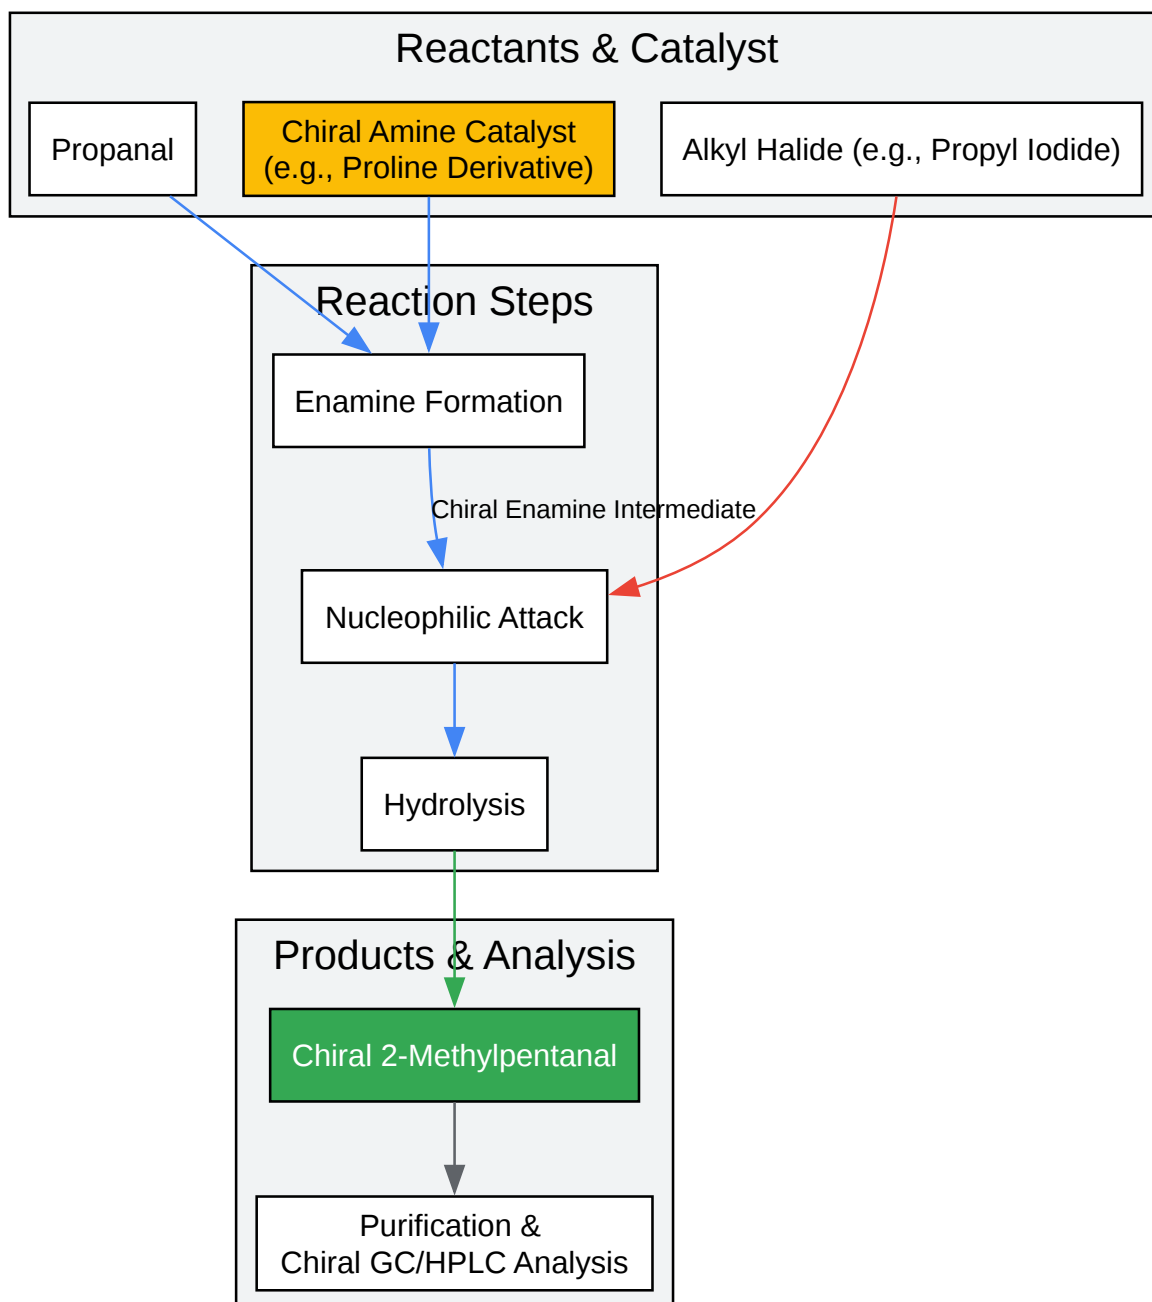 Reactants & Catalyst
Propanal
Chiral Amine Catalyst
(e.g., Proline Derivative)
Alkyl Halide (e.g., Propyl Iodide)
Reaction Steps
Enamine Formation
Chiral Enamine Intermediate
Nucleophilic Attack
Hydrolysis
Products & Analysis
Chiral 2-Methylpentanal
Purification &
Chiral GC/HPLC Analysis